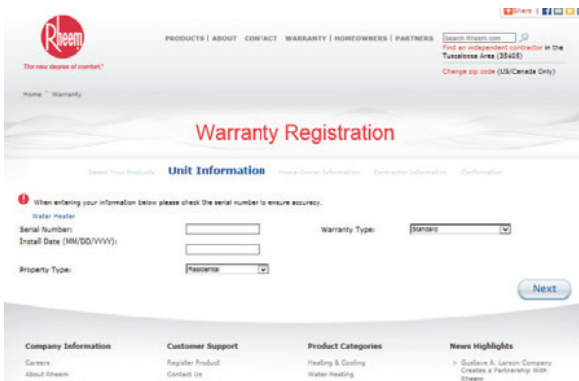 Share
Rheem
The new degree of comfort.™
PRODUCTS | ABOUT CONTACT WARRANTY | HOMEOWNERS | PARTNERS
Search Rheem.com
Find an independent contractor in the
Tuscaloosa Area (35405)
Change zip code (US/Canada Only)
Home Warranty
Warranty Registration
Select Your Products Unit Information Home Owner Information Contractor Information Confirmation
When entering your information below please check the serial number to ensure accuracy.
Water Heater
Serial Number:
Warranty Type: Standard
Install Date (MM/DD/YYYY):
Property Type: Residential
Next
Company Information Customer Support Product Categories News Highlights
Careers Register Product Heating & Cooling > Gustave A. Larson Company
About Rheem Contact Us Water Heating Creates a Partnership With
Rheem